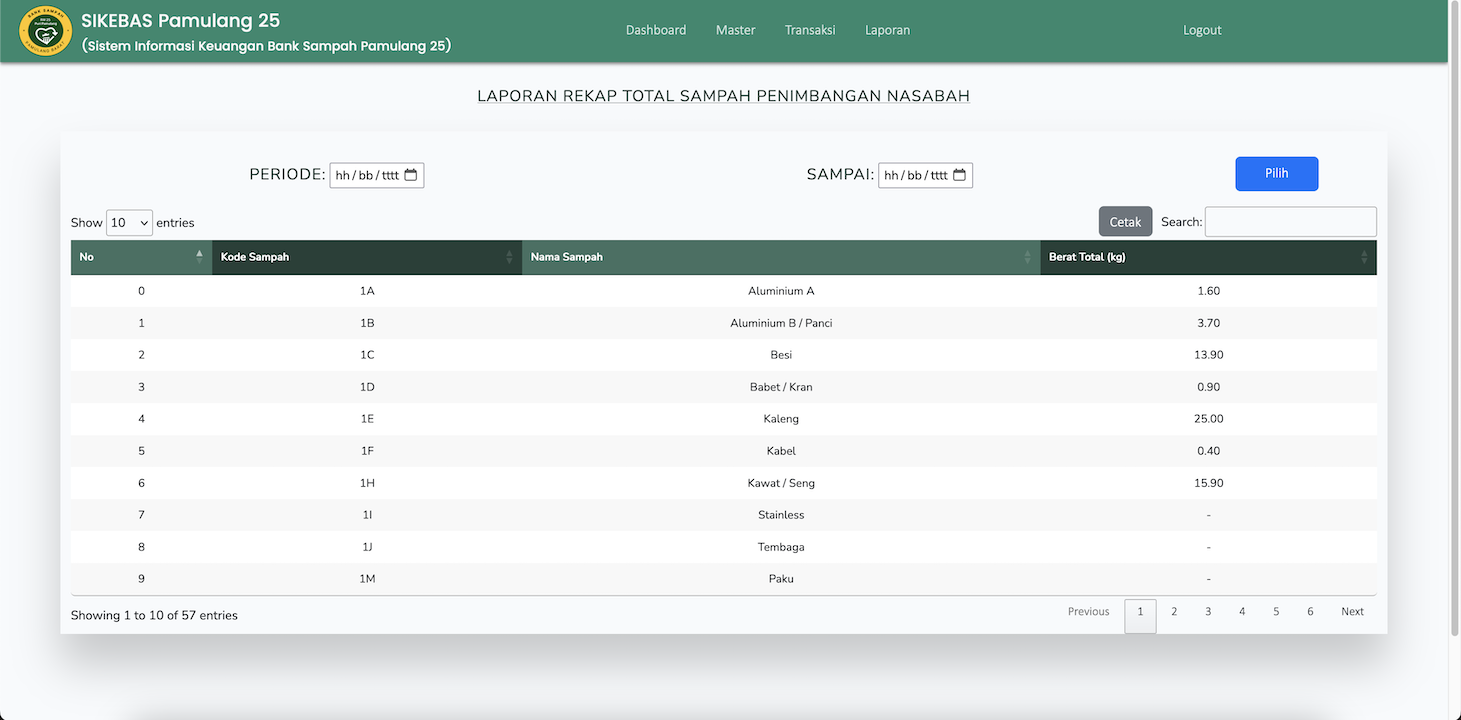 SIKEBAS Pamulang 25
(Sistem Informasi Keuangan Bank Sampah Pamulang 25)
Dashboard Master Transaksi Laporan Logout
LAPORAN REKAP TOTAL SAMPAH PENIMBANGAN NASABAH
PERIODE: hh/bb/tttt SAMPAI: hh/bb/tttt Pilih
Show 10 entries Cetak Search:
No Kode Sampah Nama Sampah Berat Total (kg)
0 1A Aluminium A 1.60
1 1B Aluminium B / Panci 3.70
2 1C Besi 13.90
3 1D Babet / Kran 0.90
4 1E Kaleng 25.00
5 1F Kabel 0.40
6 1H Kawat / Seng 15.90
7 1I Stainless -
8 1J Tembaga -
9 1M Paku -
Showing 1 to 10 of 57 entries Previous 1 2 3 4 5 6 Next